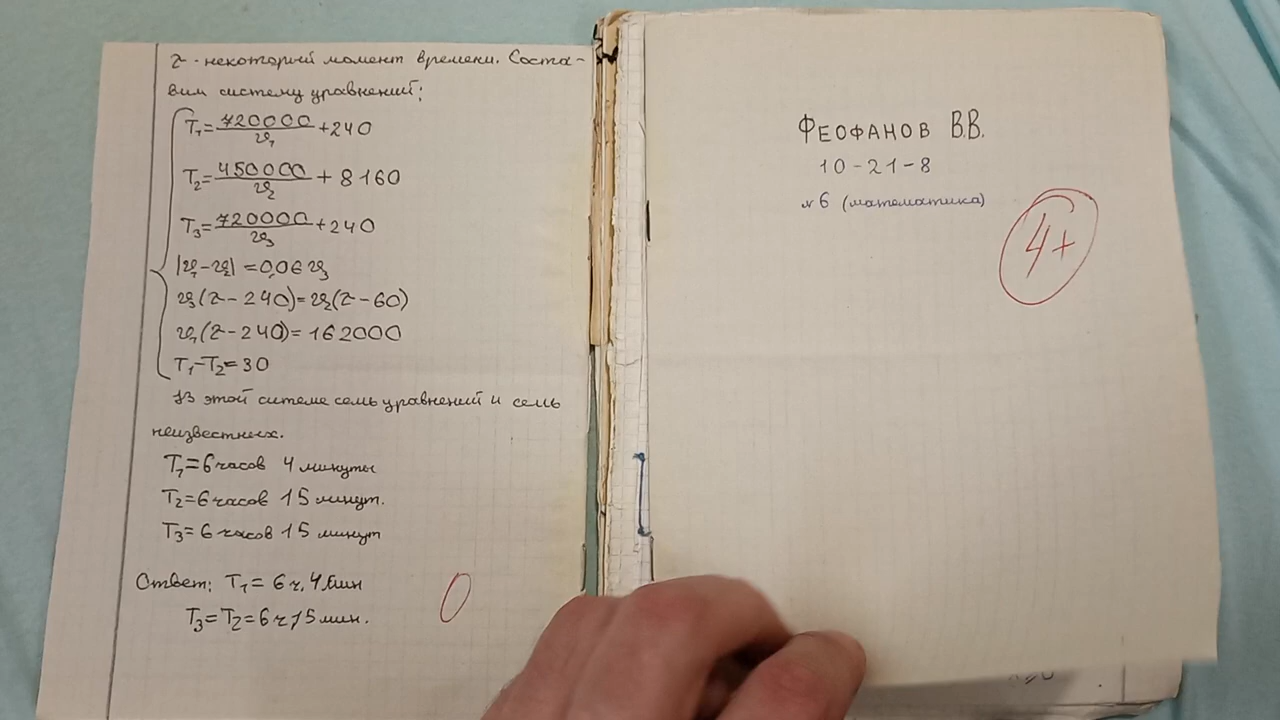 τ - некоторый момент времени. Соста-
вим систему уравнений:
T₁ = 720000/v₁ + 240
T₂ = 450000/v₂ + 8160
T₃ = 720000/v₃ + 240
|v₁ - v₂| = 0,06 v₃
v₃(τ - 240) = v₂(τ - 60)
v₁(τ - 240) = 162000
T₁ - T₂ = 30
В этой системе семь уравнений и семь
неизвестных.
T₁ = 6 часов 4 минуты
T₂ = 6 часов 15 минут.
T₃ = 6 часов 15 минут
Ответ: T₁ = 6 ч. 4 мин
T₃ = T₂ = 6 ч 15 мин.
0
ФЕОФАНОВ В.В.
10-21-8
№6 (математика)
4+